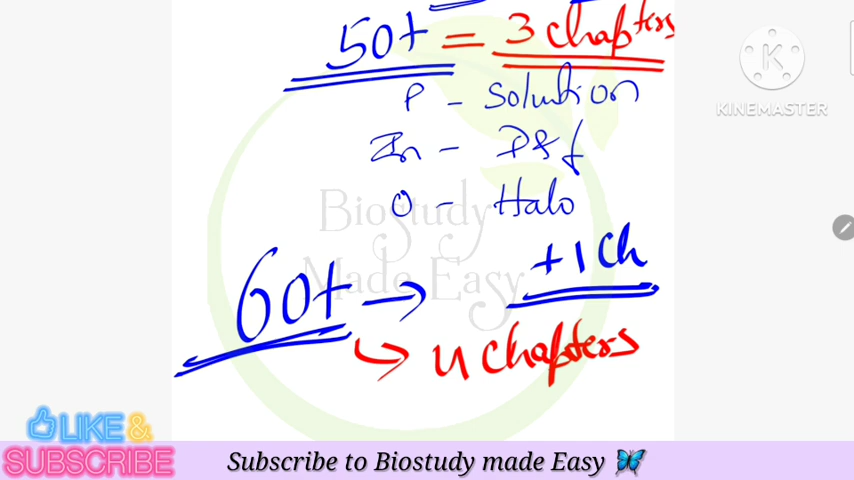 50+ = 3 chapters
P - Solution
In - D&f
O - Halo
Biostudy
Made Easy
60+ → +1 Ch
↳ 4 chapters
K
KINEMASTER
LIKE &
SUBSCRIBE
Subscribe to Biostudy made Easy 🦋